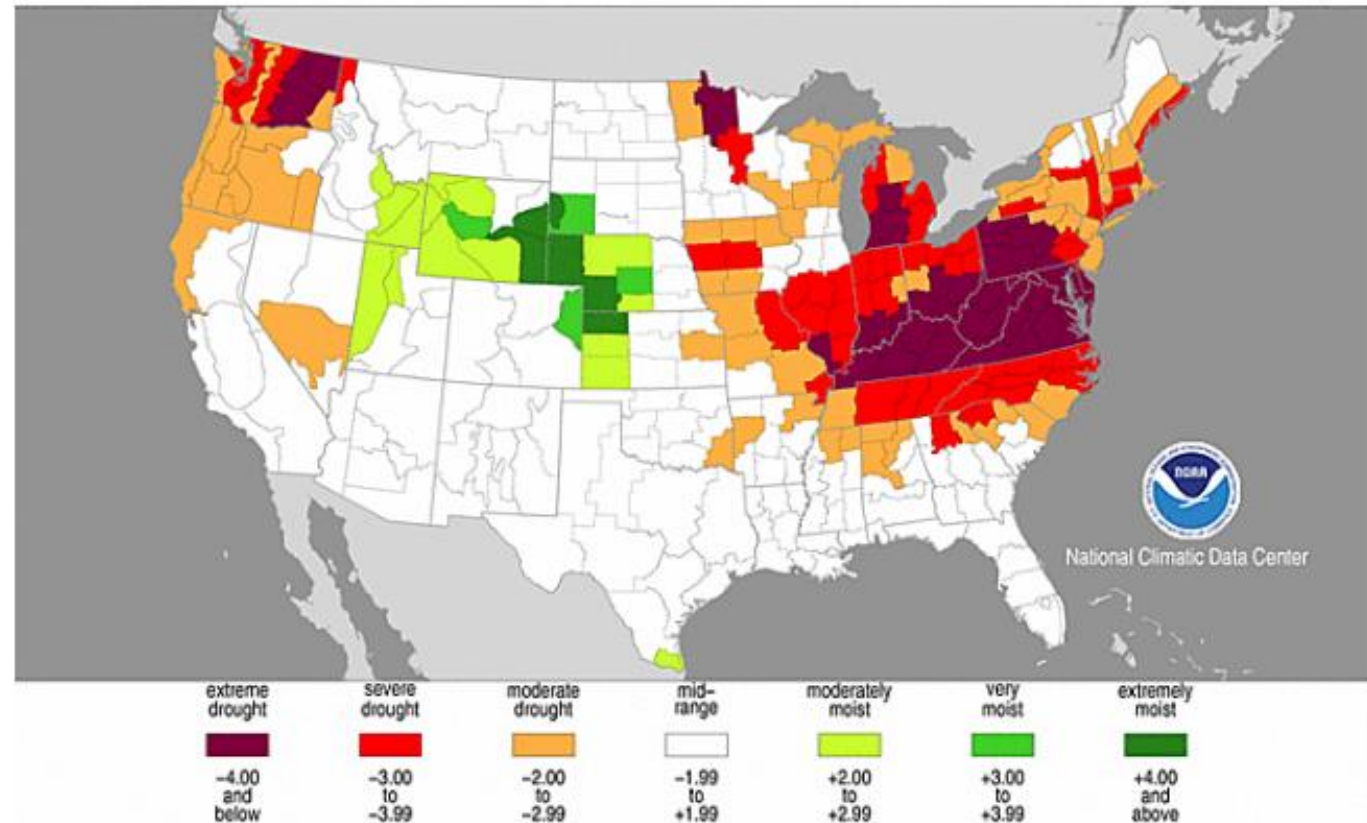 NOAA
National Climatic Data Center
extreme drought
severe drought
moderate drought
mid-range
moderately moist
very moist
extremely moist
-4.00 and below
-3.00 to -3.99
-2.00 to -2.99
-1.99 to +1.99
+2.00 to +2.99
+3.00 to +3.99
+4.00 and above